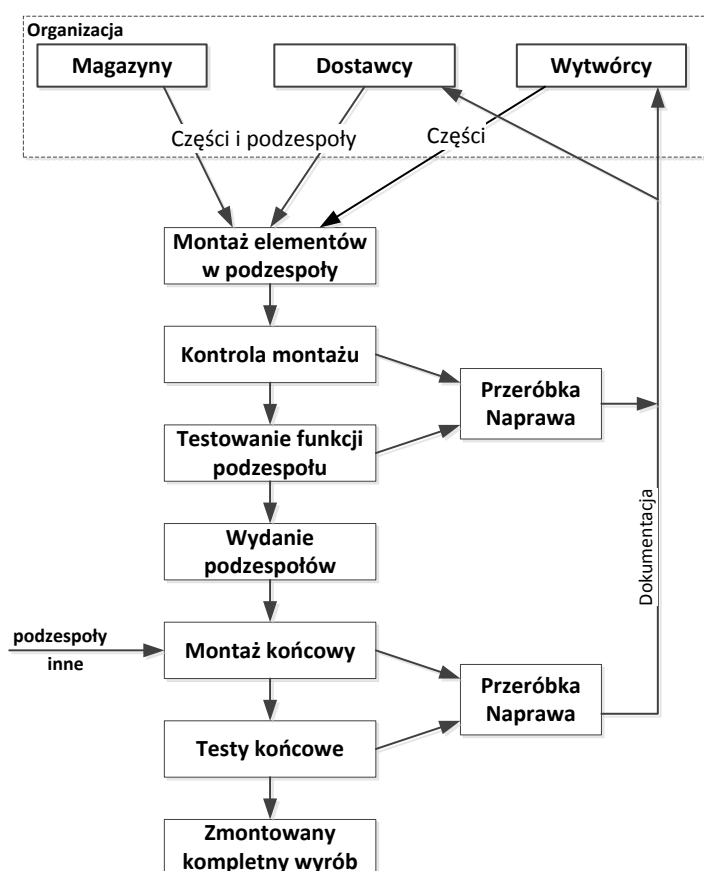 Organizacja
Magazyny
Dostawcy
Wytwórcy
Części i podzespoły
Części
Montaż elementów
w podzespoły
Kontrola montażu
Przeróbka
Naprawa
Testowanie funkcji
podzespołu
Wydanie
podzespołów
Dokumentacja
podzespoły
inne
Montaż końcowy
Przeróbka
Naprawa
Testy końcowe
Zmontowany
kompletny wyrób